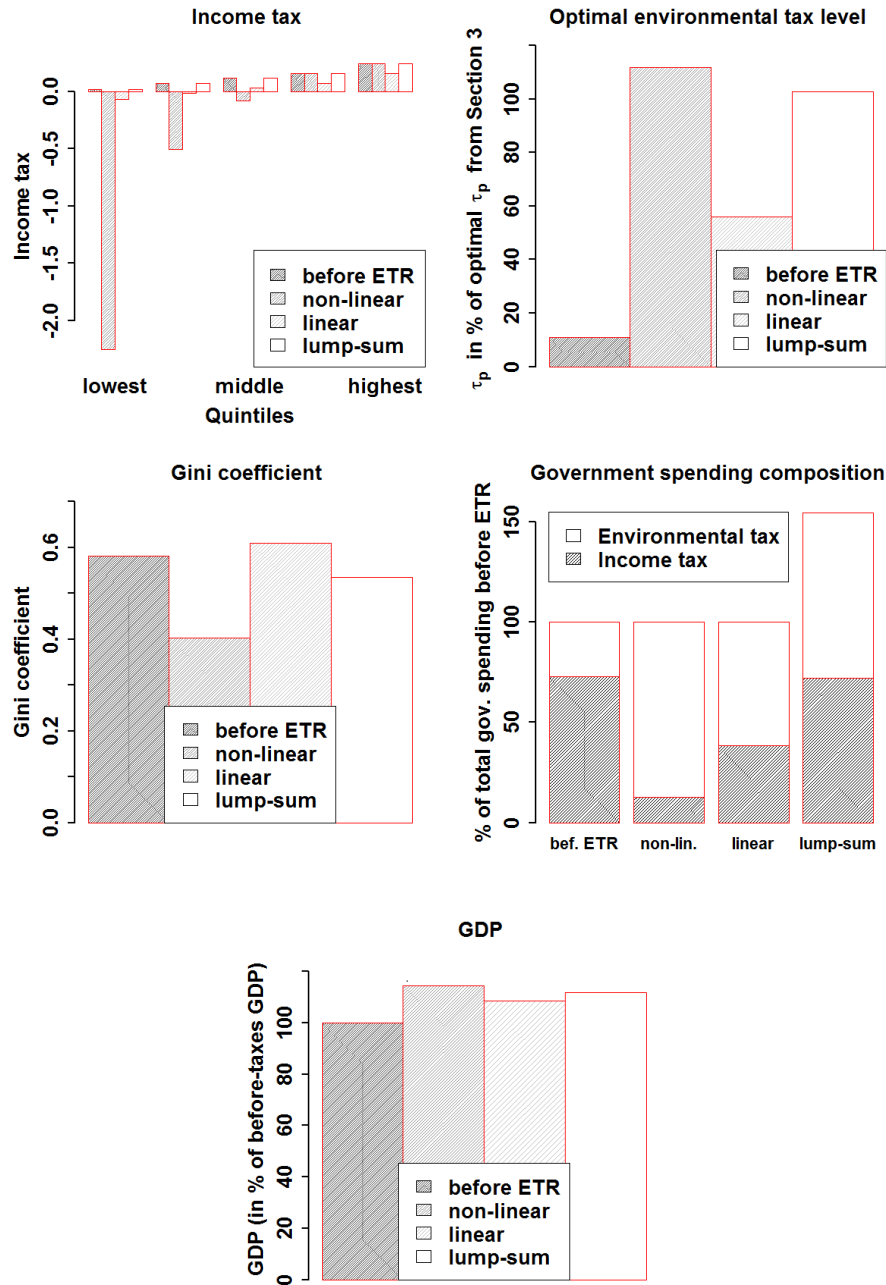 Income tax
Income tax
0.0
-0.5
-1.0
-1.5
-2.0
before ETR
non-linear
linear
lump-sum
lowest middle highest
Quintiles
Optimal environmental tax level
τp in % of optimal τp from Section 3
100
80
60
40
20
0
before ETR
non-linear
linear
lump-sum
Gini coefficient
Gini coefficient
0.6
0.4
0.2
0.0
before ETR
non-linear
linear
lump-sum
Government spending composition
% of total gov. spending before ETR
150
100
50
0
Environmental tax
Income tax
bef. ETR non-lin. linear lump-sum
GDP
GDP (in % of before-taxes GDP)
100
80
60
40
20
0
before ETR
non-linear
linear
lump-sum